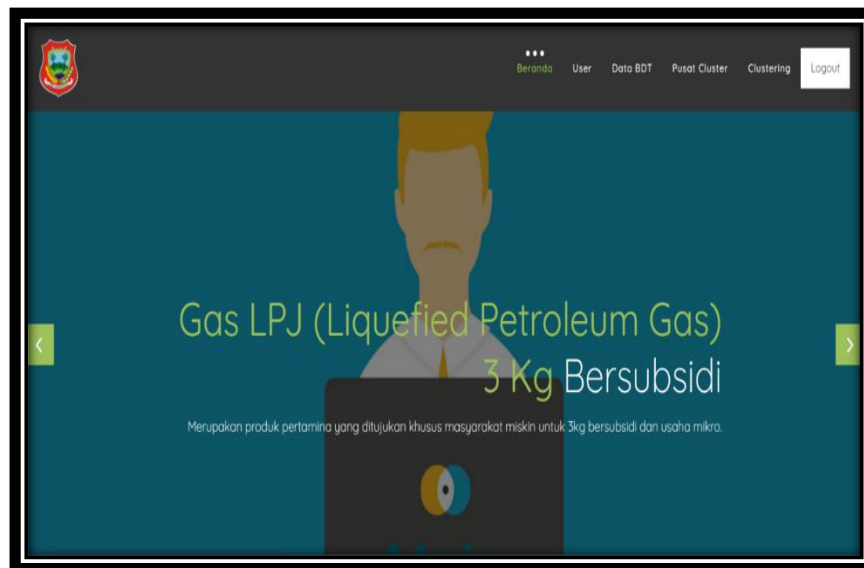 Beranda User Data BDT Pusat Cluster Clustering Logout
Gas LPJ (Liquefied Petroleum Gas)
3 Kg Bersubsidi
Merupakan produk pertamina yang ditujukan khusus masyarakat miskin untuk 3kg bersubsidi dan usaha mikro.